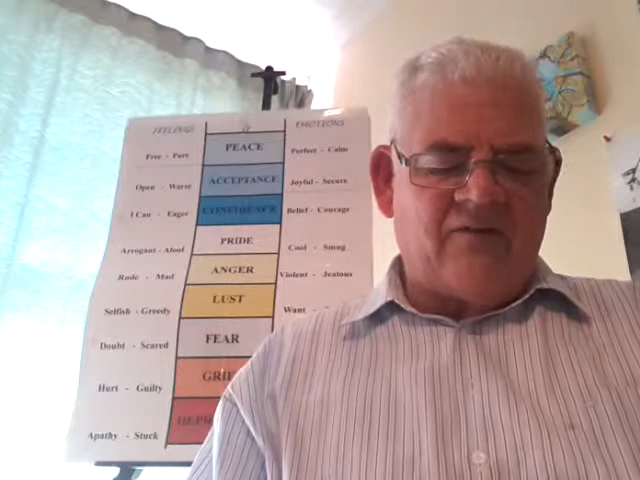 FEELINGS EMOTIONS
Free - Pure PEACE Perfect - Calm
Open - Warm ACCEPTANCE Joyful - Secure
I Can - Eager CONFIDENCE Belief - Courage
Arrogant - Aloof PRIDE Cool - Smug
Rude - Mad ANGER Violent - Jealous
Selfish - Greedy LUST Want -
Doubt - Scared FEAR
Hurt - Guilty GRIE
Apathy - Stuck DEPR